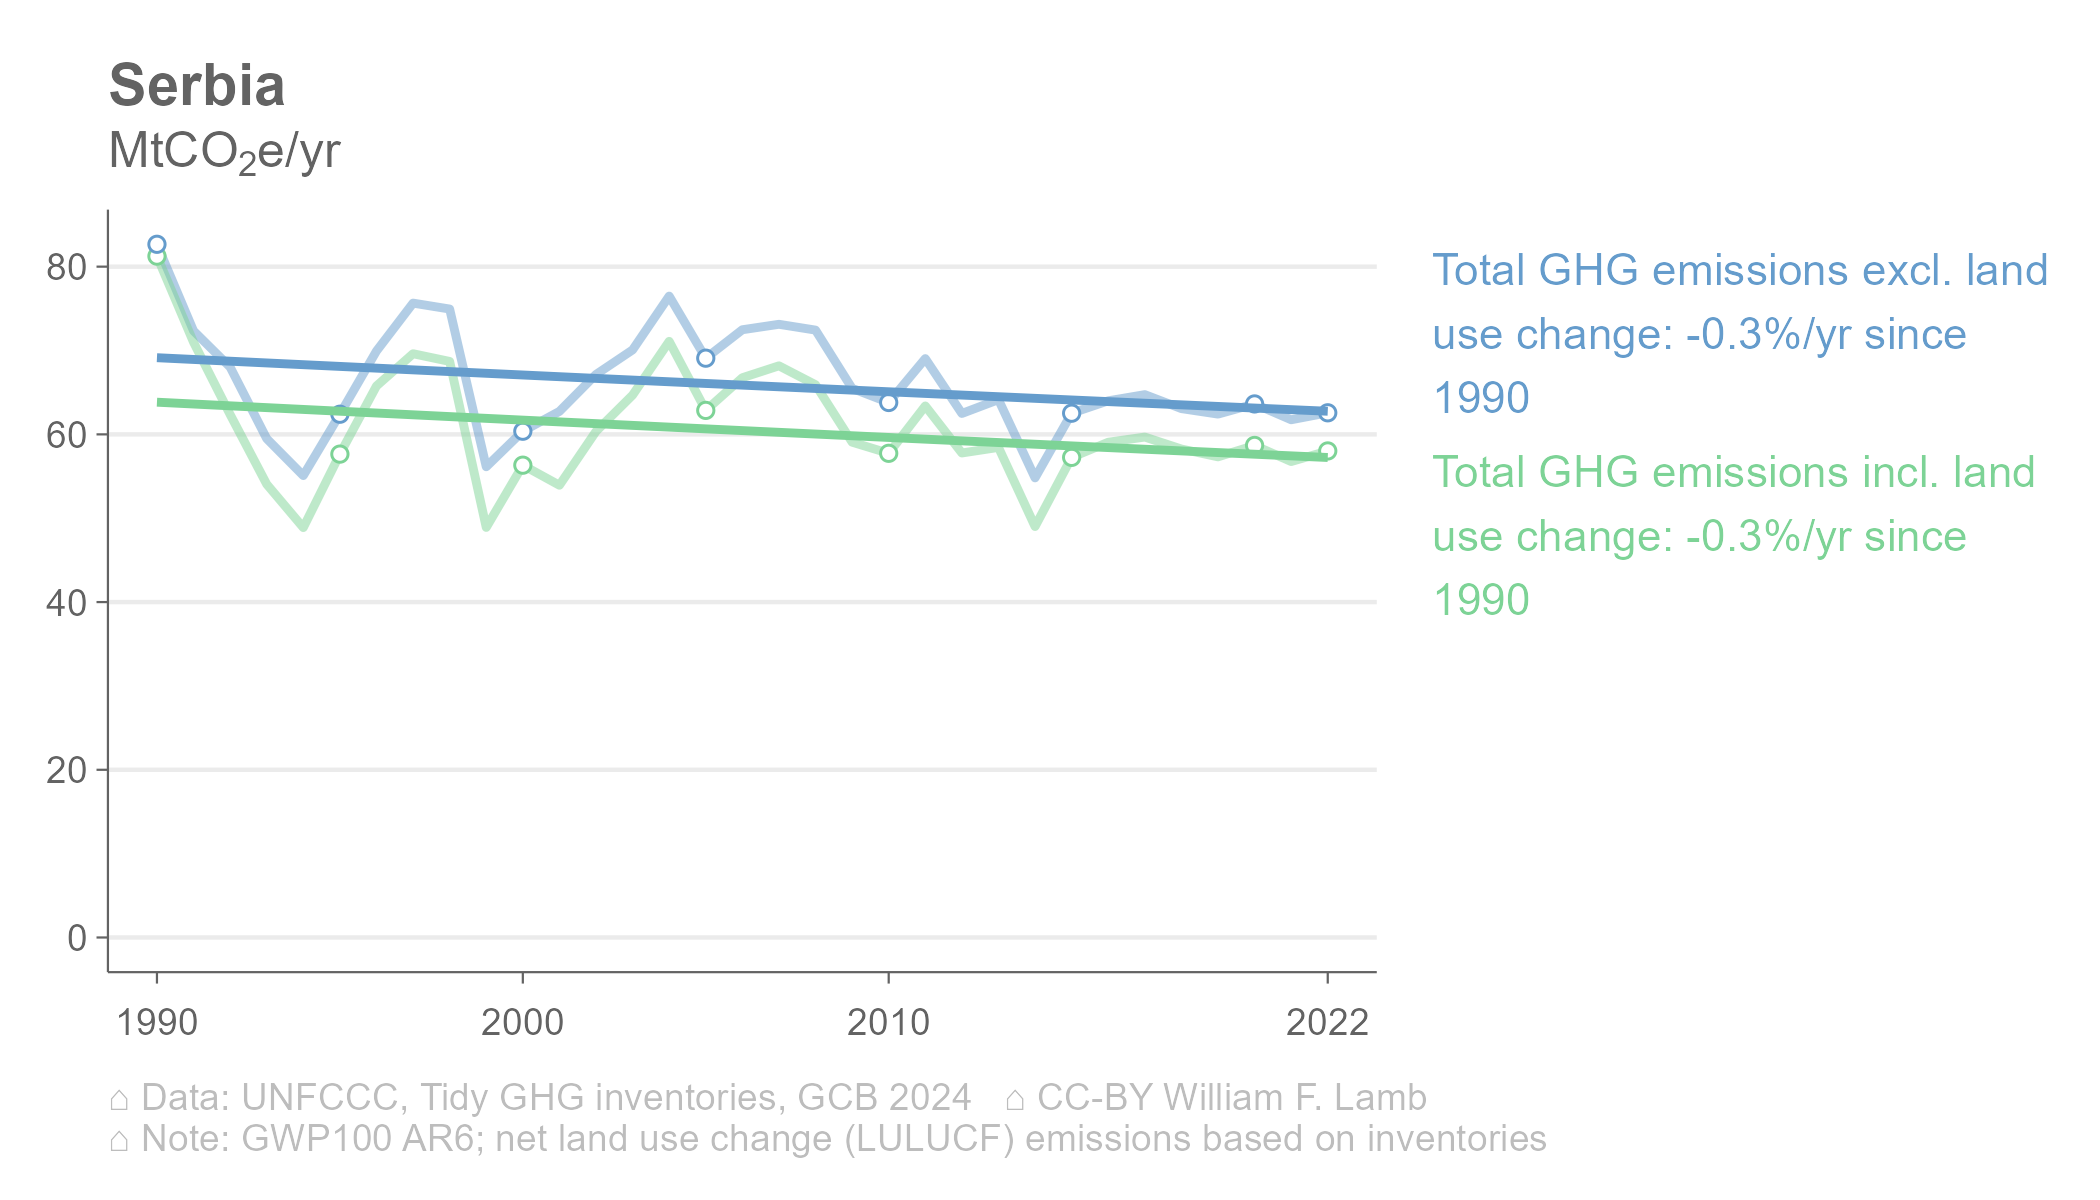 Serbia
MtCO₂e/yr
80
60
40
20
0
1990
2000
2010
2022
Total GHG emissions excl. land
use change: -0.3%/yr since
1990
Total GHG emissions incl. land
use change: -0.3%/yr since
1990
⌂ Data: UNFCCC, Tidy GHG inventories, GCB 2024 ⌂ CC-BY William F. Lamb
⌂ Note: GWP100 AR6; net land use change (LULUCF) emissions based on inventories